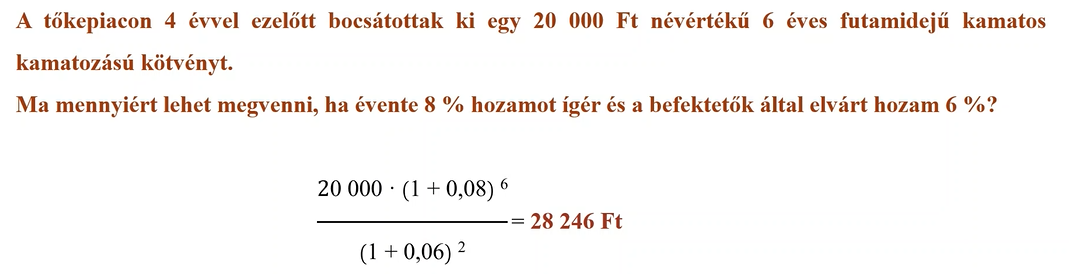 A tőkepiacon 4 évvel ezelőtt bocsátottak ki egy 20 000 Ft névértékű 6 éves futamidejű kamatos
kamatozású kötvényt.
Ma mennyiért lehet megvenni, ha évente 8 % hozamot ígér és a befektetők által elvárt hozam 6 %?
20 000 · (1 + 0,08) ⁶
= 28 246 Ft
(1 + 0,06) ²